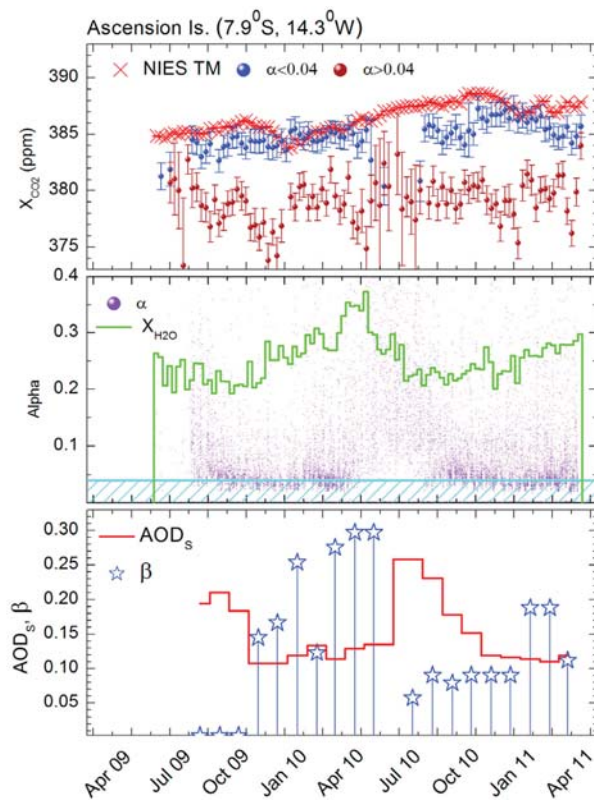 Ascension Is. (7.9⁰S, 14.3⁰W)
NIES TM α<0.04 α>0.04
390
385
380
375
X_CO2 (ppm)
α
X_H2O
0.4
0.3
0.2
0.1
Alpha
AOD_S
β
0.30
0.25
0.20
0.15
0.10
0.05
AOD_S, β
Apr 09 Jul 09 Oct 09 Jan 10 Apr 10 Jul 10 Oct 10 Jan 11 Apr 11